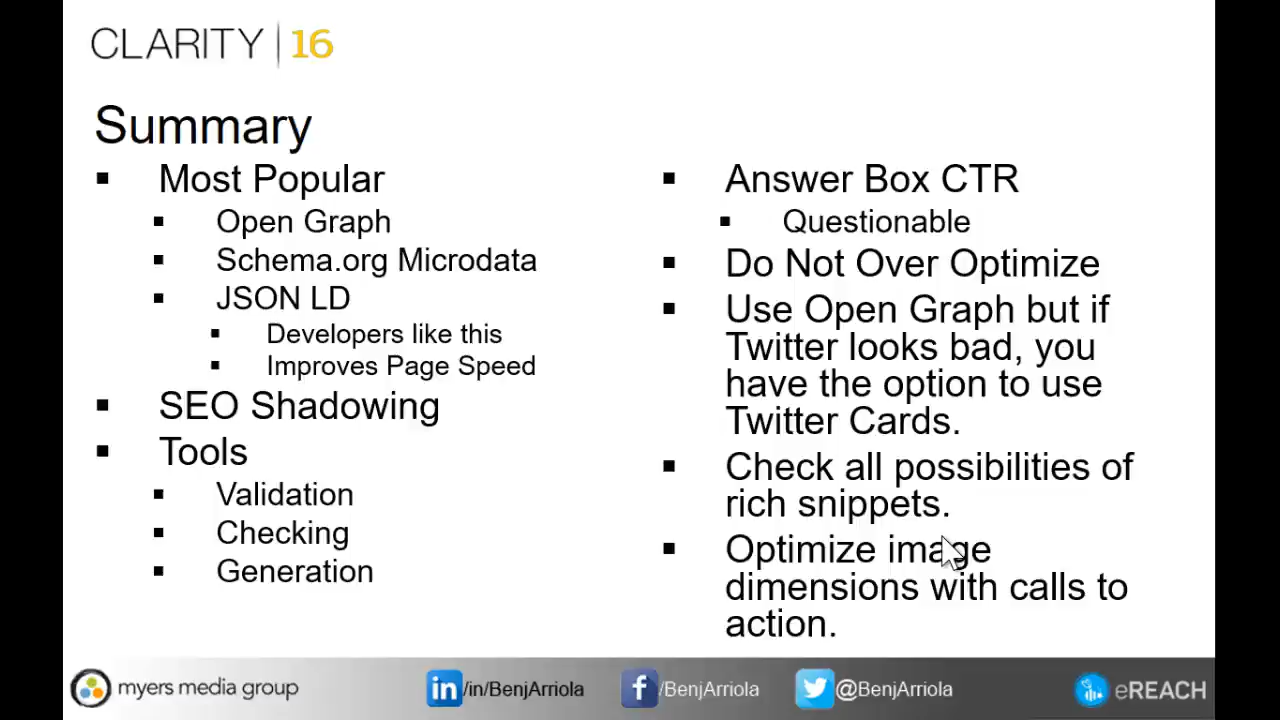 CLARITY | 16
Summary
Most Popular
Open Graph
Schema.org Microdata
JSON LD
Developers like this
Improves Page Speed
SEO Shadowing
Tools
Validation
Checking
Generation
Answer Box CTR
Questionable
Do Not Over Optimize
Use Open Graph but if
Twitter looks bad, you
have the option to use
Twitter Cards.
Check all possibilities of
rich snippets.
Optimize image
dimensions with calls to
action.
myers media group
in /in/BenjArriola
f /BenjArriola
@BenjArriola
eREACH